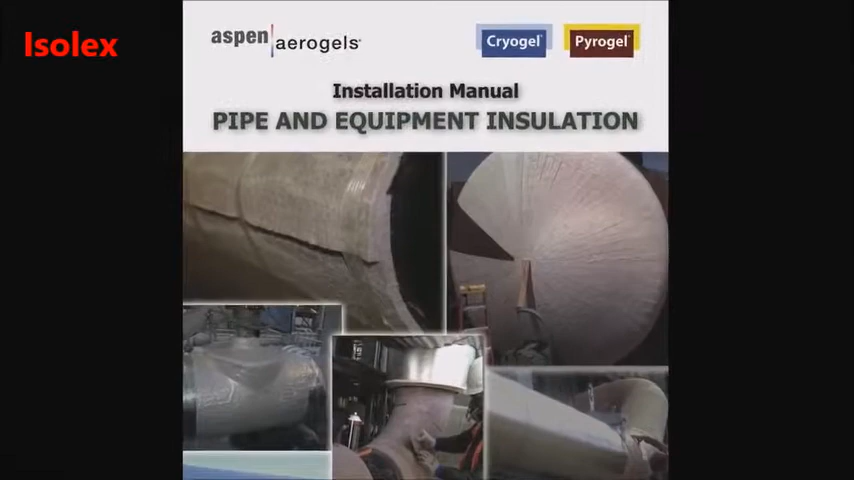 Isolex
aspen aerogels
Cryogel® Pyrogel®
Installation Manual
PIPE AND EQUIPMENT INSULATION